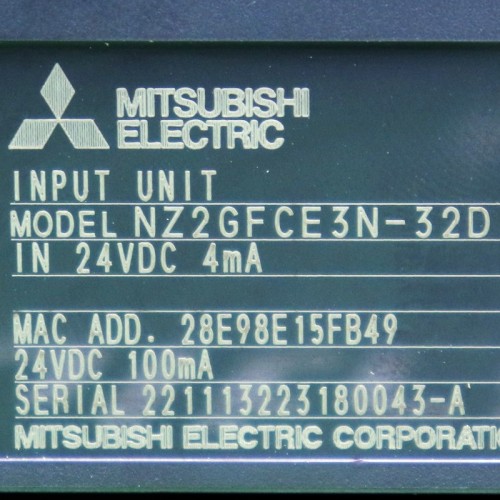 MITSUBISHI
ELECTRIC
INPUT UNIT
MODEL NZ2GFCE3N-32D
IN 24VDC 4mA
MAC ADD. 28E98E15FB49
24VDC 100mA
SERIAL 221113223180043-A
MITSUBISHI ELECTRIC CORPORATIO